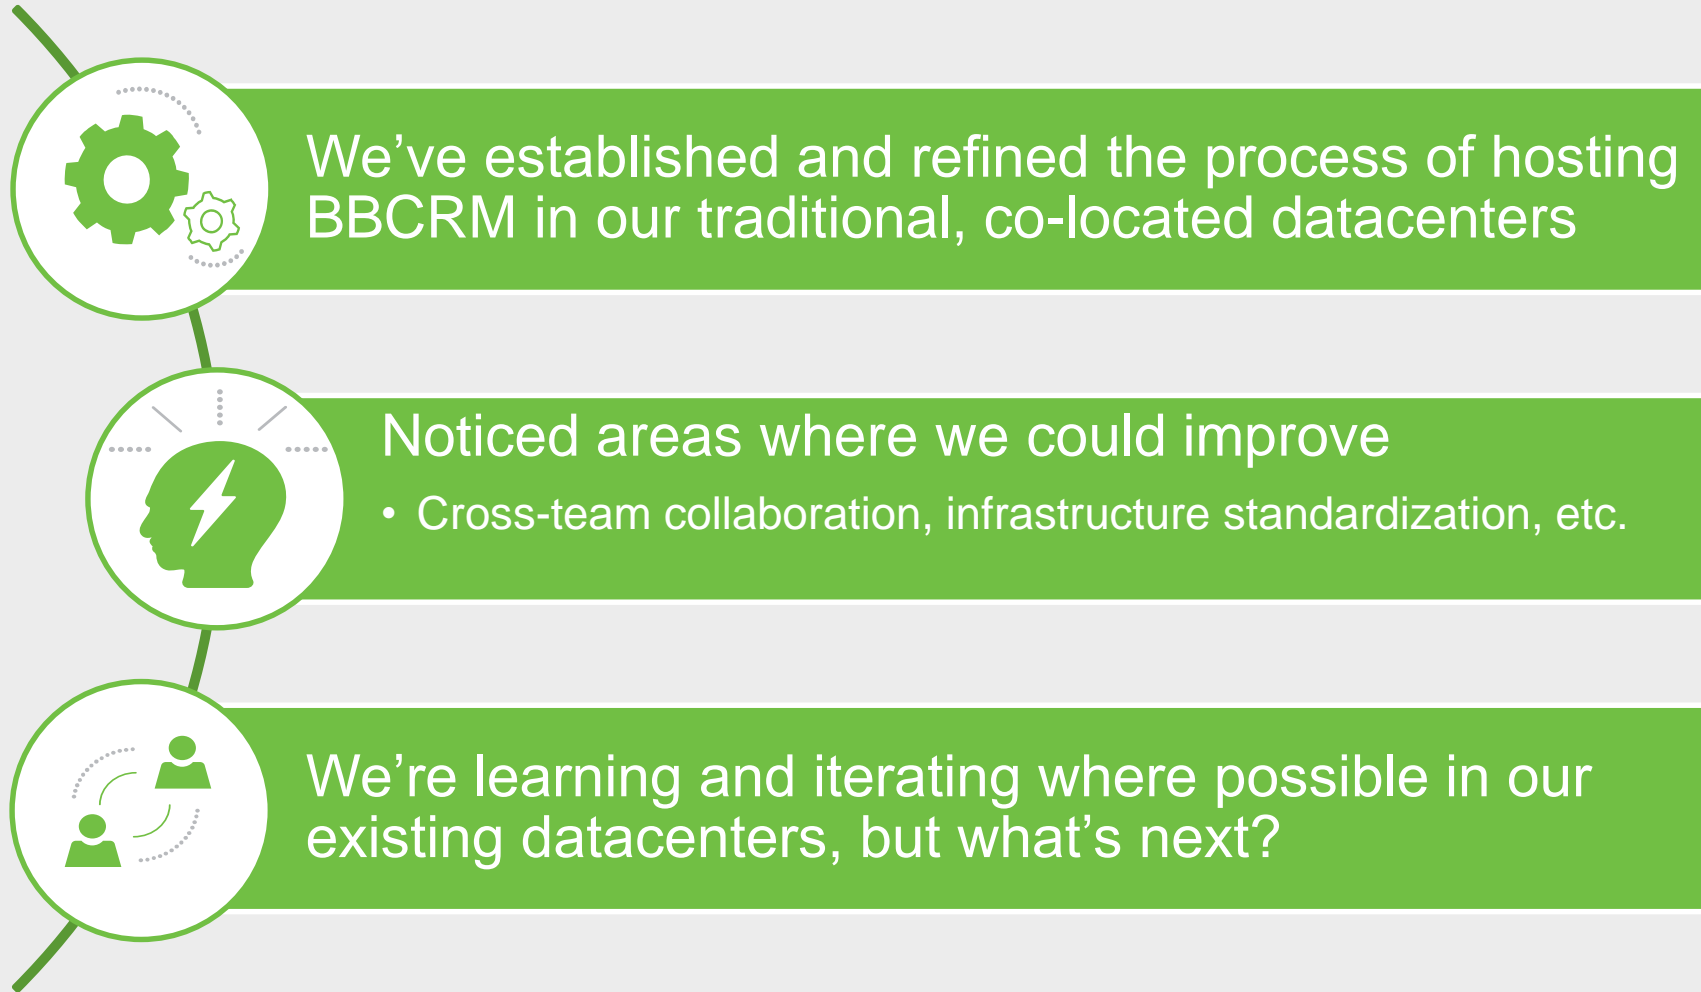 We’ve established and refined the process of hosting
BBCRM in our traditional, co-located datacenters
Noticed areas where we could improve
• Cross-team collaboration, infrastructure standardization, etc.
We’re learning and iterating where possible in our
existing datacenters, but what’s next?